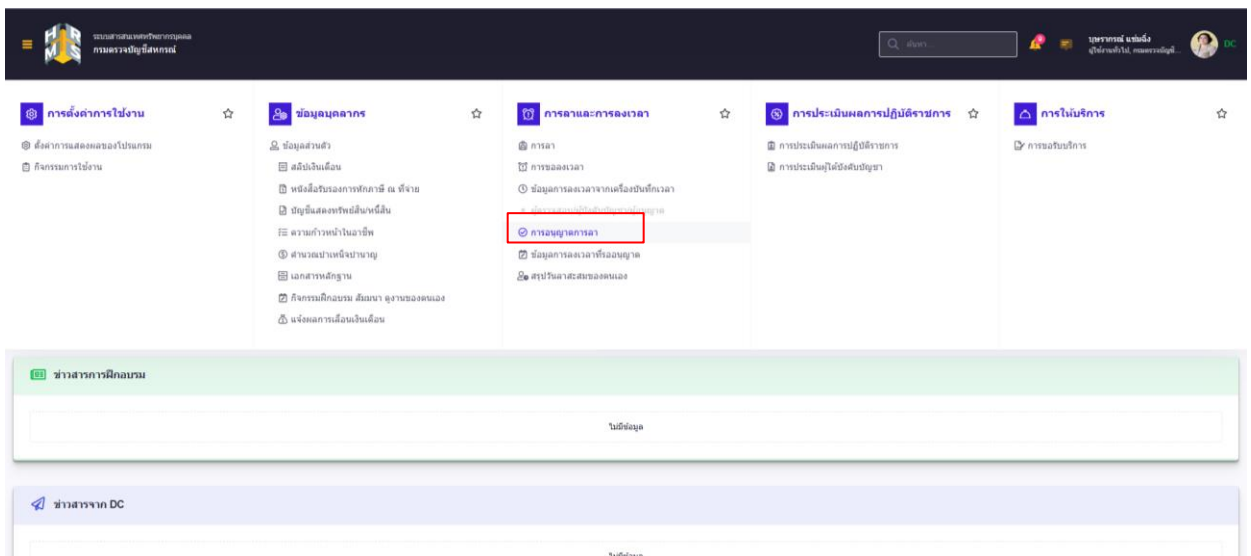 HR
MS
ระบบสารสนเทศทรัพยากรบุคคล
กรมตรวจบัญชีสหกรณ์
ค้นหา...
ผู้ใช้งานทั่วไป,
DC
การตั้งค่าการใช้งาน
ตั้งค่าการแสดงผลของโปรแกรม
กิจกรรมการใช้งาน
ข้อมูลบุคลากร
ข้อมูลส่วนตัว
สลิปเงินเดือน
หนังสือรับรองการหักภาษี ณ ที่จ่าย
บัญชีแสดงทรัพย์สิน/หนี้สิน
ความก้าวหน้าในอาชีพ
คำนวณบำเหน็จบำนาญ
เอกสารหลักฐาน
กิจกรรมฝึกอบรม สัมมนา ดูงานของตนเอง
แจ้งผลการเลื่อนเงินเดือน
การลาและการลงเวลา
การลา
การขอลงเวลา
ข้อมูลการลงเวลาจากเครื่องบันทึกเวลา
การอนุญาตการลา
ข้อมูลการลงเวลาที่รออนุญาต
สรุปวันลาสะสมของตนเอง
การประเมินผลการปฏิบัติราชการ
การประเมินผลการปฏิบัติราชการ
การประเมินผู้ใต้บังคับบัญชา
การให้บริการ
การขอรับบริการ
ข่าวสารการฝึกอบรม
ไม่มีข้อมูล
ข่าวสารจาก DC